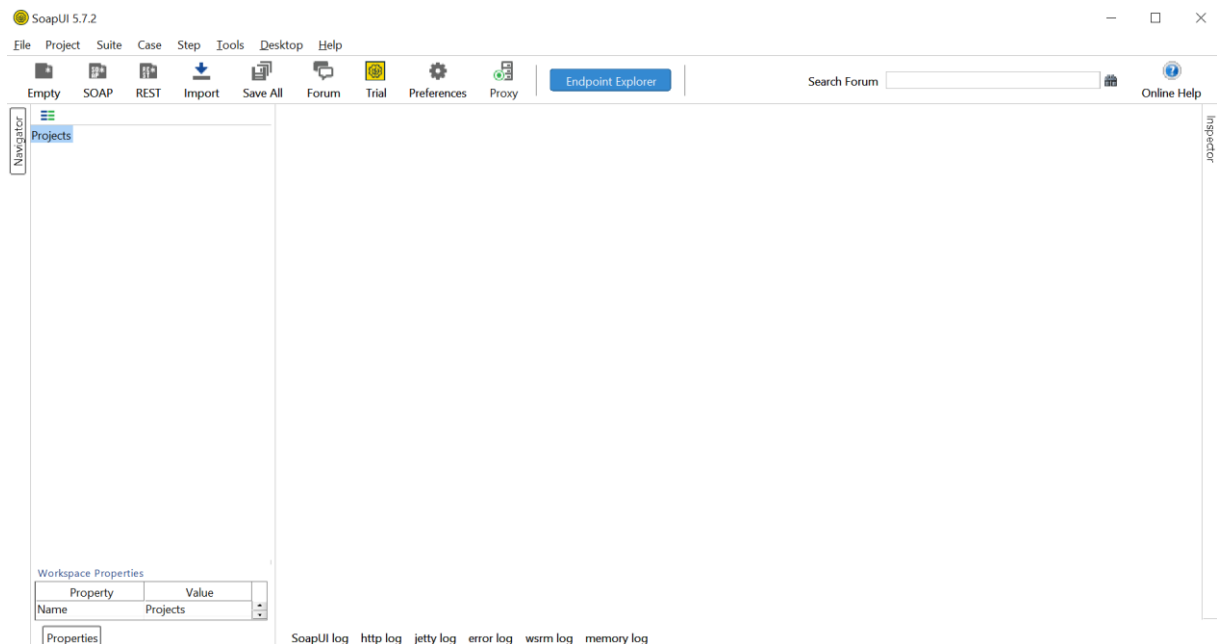 SoapUI 5.7.2
File Project Suite Case Step Tools Desktop Help
Empty SOAP REST Import Save All Forum Trial Preferences Proxy Endpoint Explorer Search Forum Online Help
Navigator
Projects
Inspector
Workspace Properties
Property Value
Name Projects
Properties
SoapUI log http log jetty log error log wsrm log memory log